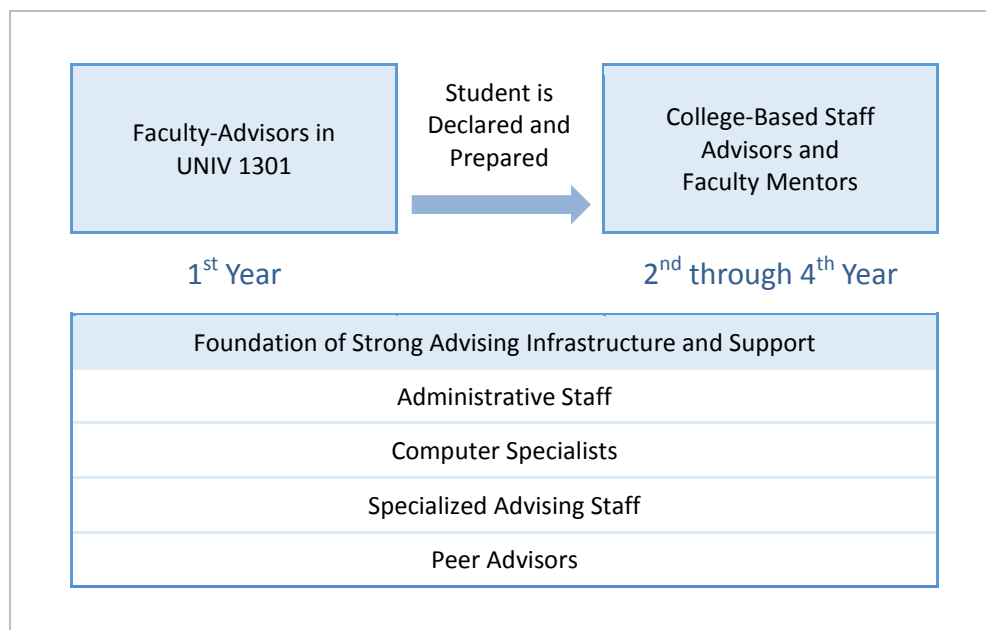 Faculty-Advisors in
UNIV 1301
Student is
Declared and
Prepared
College-Based Staff
Advisors and
Faculty Mentors
1st Year
2nd through 4th Year
Foundation of Strong Advising Infrastructure and Support
Administrative Staff
Computer Specialists
Specialized Advising Staff
Peer Advisors